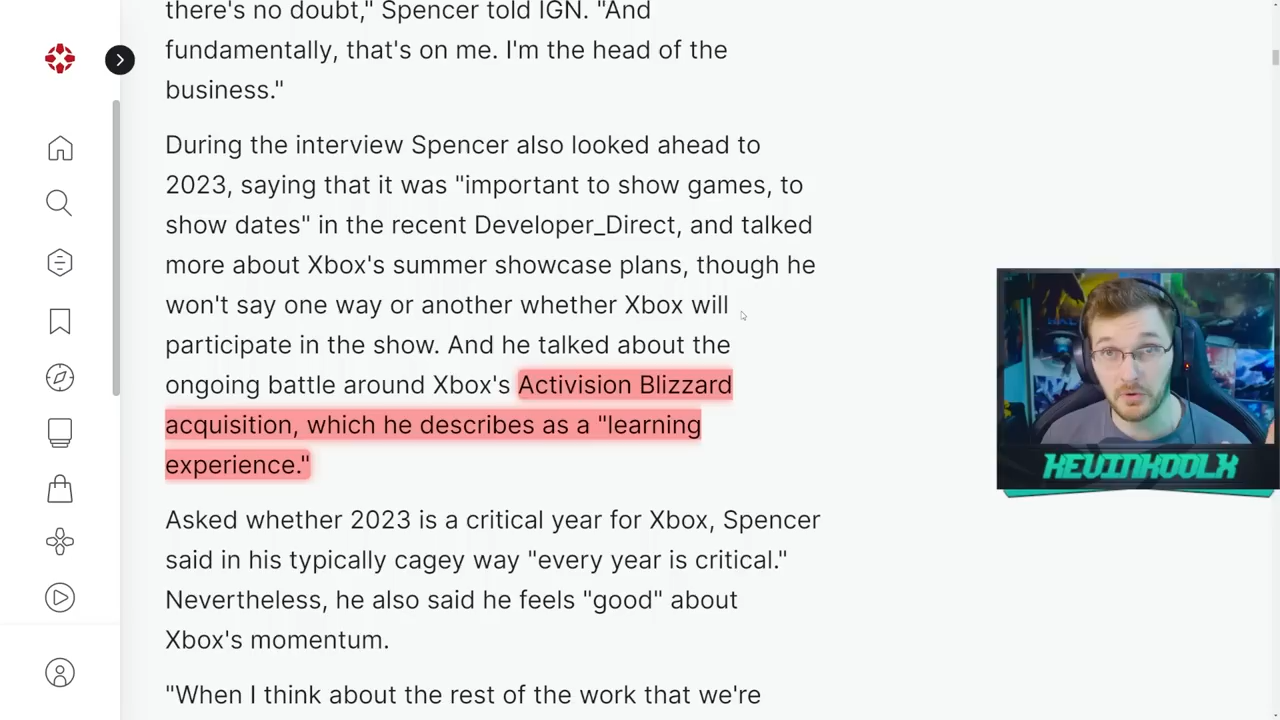 there's no doubt," Spencer told IGN. "And
fundamentally, that's on me. I'm the head of the
business."
During the interview Spencer also looked ahead to
2023, saying that it was "important to show games, to
show dates" in the recent Developer_Direct, and talked
more about Xbox's summer showcase plans, though he
won't say one way or another whether Xbox will
participate in the show. And he talked about the
ongoing battle around Xbox's Activision Blizzard
acquisition, which he describes as a "learning
experience."
Asked whether 2023 is a critical year for Xbox, Spencer
said in his typically cagey way "every year is critical."
Nevertheless, he also said he feels "good" about
Xbox's momentum.
"When I think about the rest of the work that we're
KEVINKOOLX